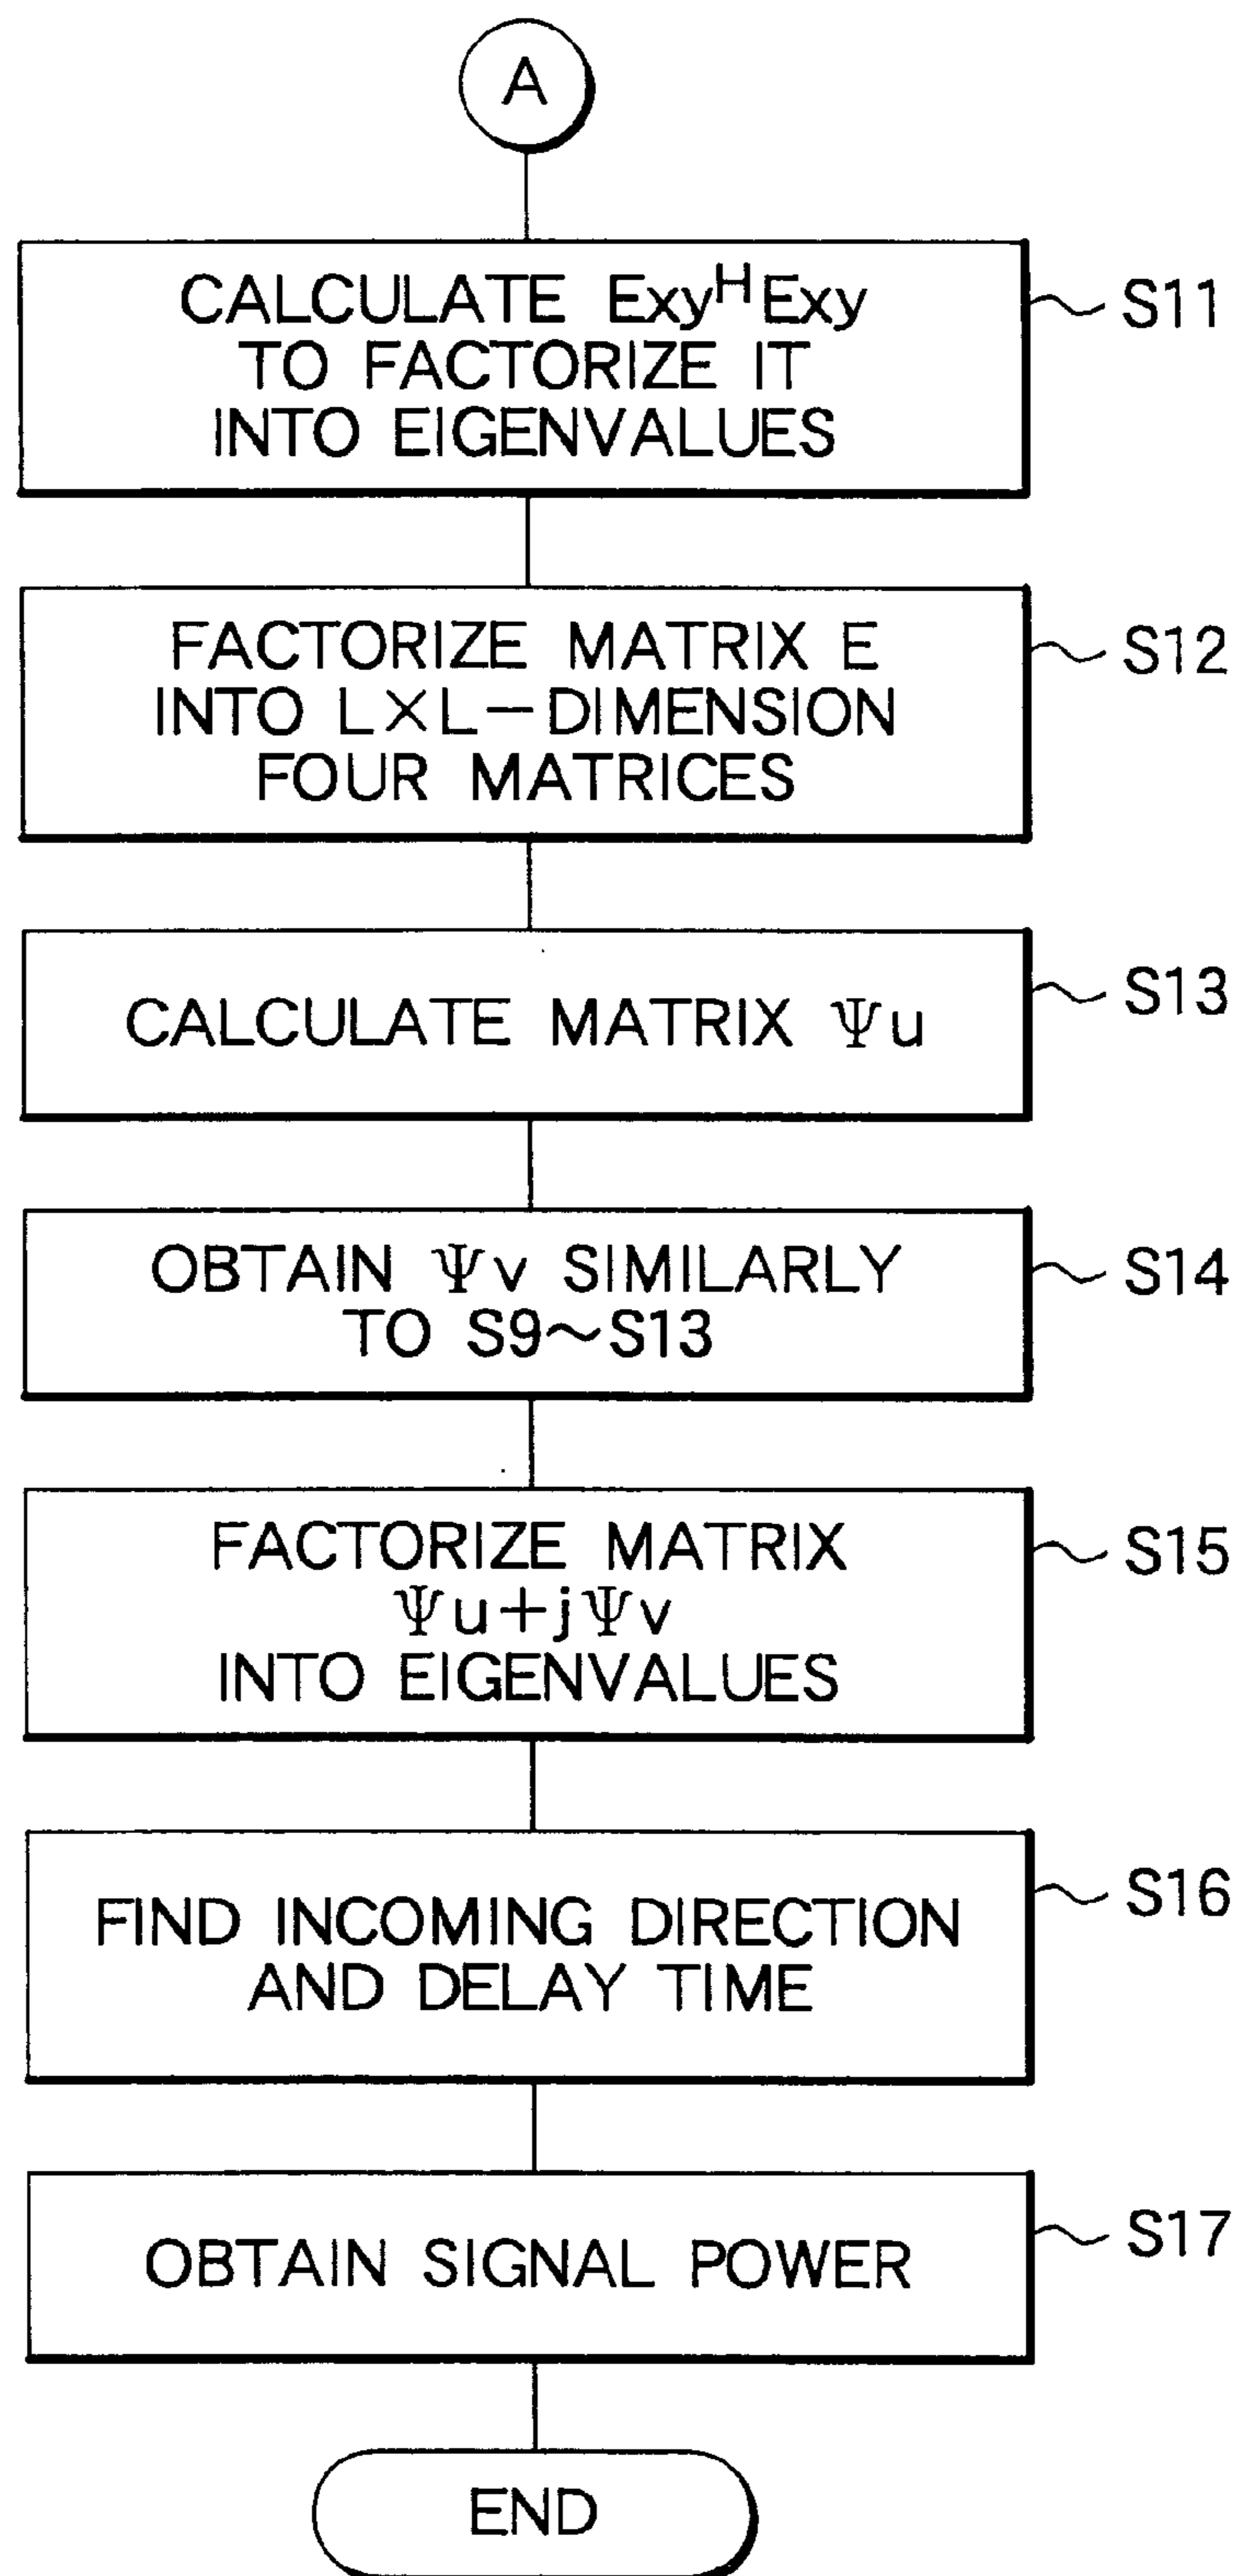 A
CALCULATE Exy^H Exy
TO FACTORIZE IT
INTO EIGENVALUES
S11
FACTORIZE MATRIX E
INTO L×L-DIMENSION
FOUR MATRICES
S12
CALCULATE MATRIX Ψu
S13
OBTAIN Ψv SIMILARLY
TO S9~S13
S14
FACTORIZE MATRIX
Ψu+jΨv
INTO EIGENVALUES
S15
FIND INCOMING DIRECTION
AND DELAY TIME
S16
OBTAIN SIGNAL POWER
S17
END